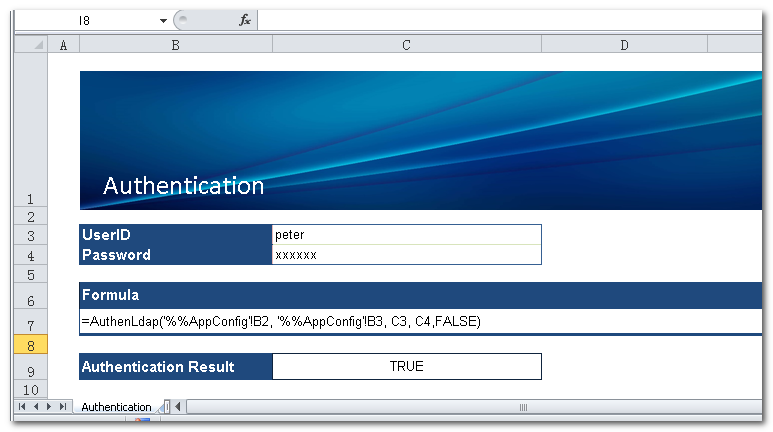 I8 fx
A B C D
1 Authentication
2
3 UserID peter
4 Password xxxxxx
5
6 Formula
7 =AuthenLdap('%%AppConfig'!B2, '%%AppConfig'!B3, C3, C4,FALSE)
8
9 Authentication Result TRUE
10
Authentication